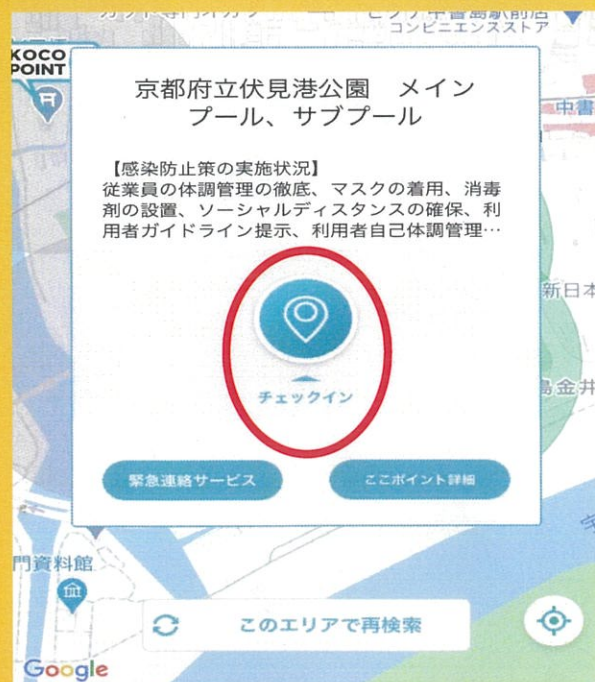 コンビニエンスストア
KOCO
POINT
京都府立伏見港公園　メイン
プール、サブプール
中書
【感染防止策の実施状況】
従業員の体調管理の徹底、マスクの着用、消毒
剤の設置、ソーシャルディスタンスの確保、利
用者ガイドライン提示、利用者自己体調管理…
新日本
チェックイン
島金井
緊急連絡サービス
ここポイント詳細
門資料館
このエリアで再検索
Google